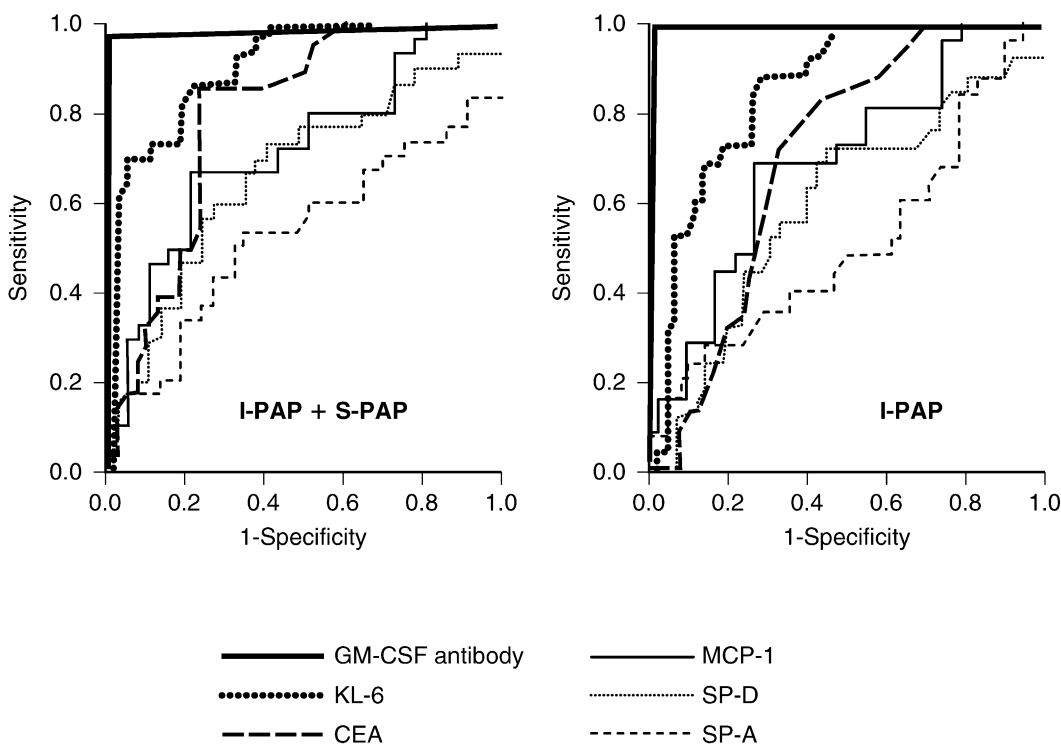 1.0
0.8
0.6
0.4
0.2
0.0
Sensitivity
0.0 0.2 0.4 0.6 0.8 1.0
1-Specificity
I-PAP + S-PAP
1.0
0.8
0.6
0.4
0.2
0.0
Sensitivity
0.0 0.2 0.4 0.6 0.8 1.0
1-Specificity
I-PAP
GM-CSF antibody
KL-6
CEA
MCP-1
SP-D
SP-A